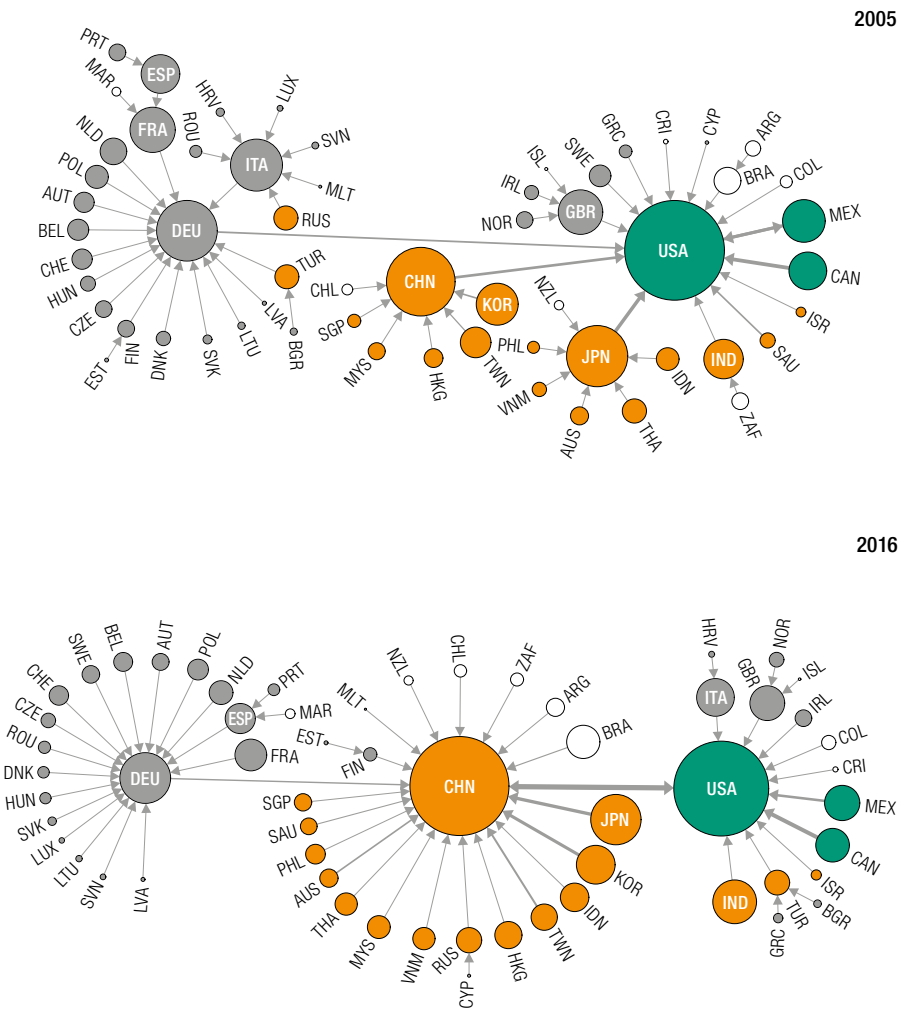 2005
PRT
ESP
MAR
FRA
HRV
LUX
NLD
ROU
SVN
ITA
POL
MLT
AUT
RUS
BEL
DEU
CHE
TUR
HUN
CZE
LVA
EST
FIN
DNK
SVK
LTU
BGR
CHN
CHL
KOR
SGP
MYS
HKG
TWN
CRI
CYP
ARG
GRC
SWE
BRA
COL
ISL
IRL
NOR
GBR
MEX
USA
CAN
NZL
ISR
PHL
JPN
SAU
IND
IDN
VNM
ZAF
AUS
THA
2016
BEL
AUT
POL
SWE
NLD
CHE
PRT
CZE
ESP
MAR
ROU
FRA
DNK
DEU
HUN
SVK
LUX
LTU
SVN
LVA
NZL
CHL
ZAF
MLT
ARG
EST
BRA
FIN
CHN
SGP
JPN
SAU
PHL
KOR
AUS
IDN
THA
TWN
MYS
HKG
VNM
RUS
CYP
HRV
NOR
GBR
ISL
ITA
IRL
COL
CRI
USA
MEX
CAN
ISR
IND
TUR
BGR
GRC